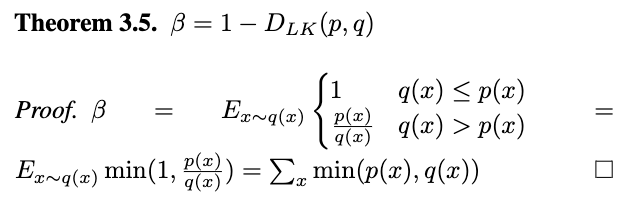 Theorem 3.5. β = 1 − D_{LK}(p, q)
Proof. β = E_{x∼q(x)} { 1 q(x) ≤ p(x)
p(x)/q(x) q(x) > p(x) =
E_{x∼q(x)} min(1, p(x)/q(x)) = ∑_x min(p(x), q(x)) □